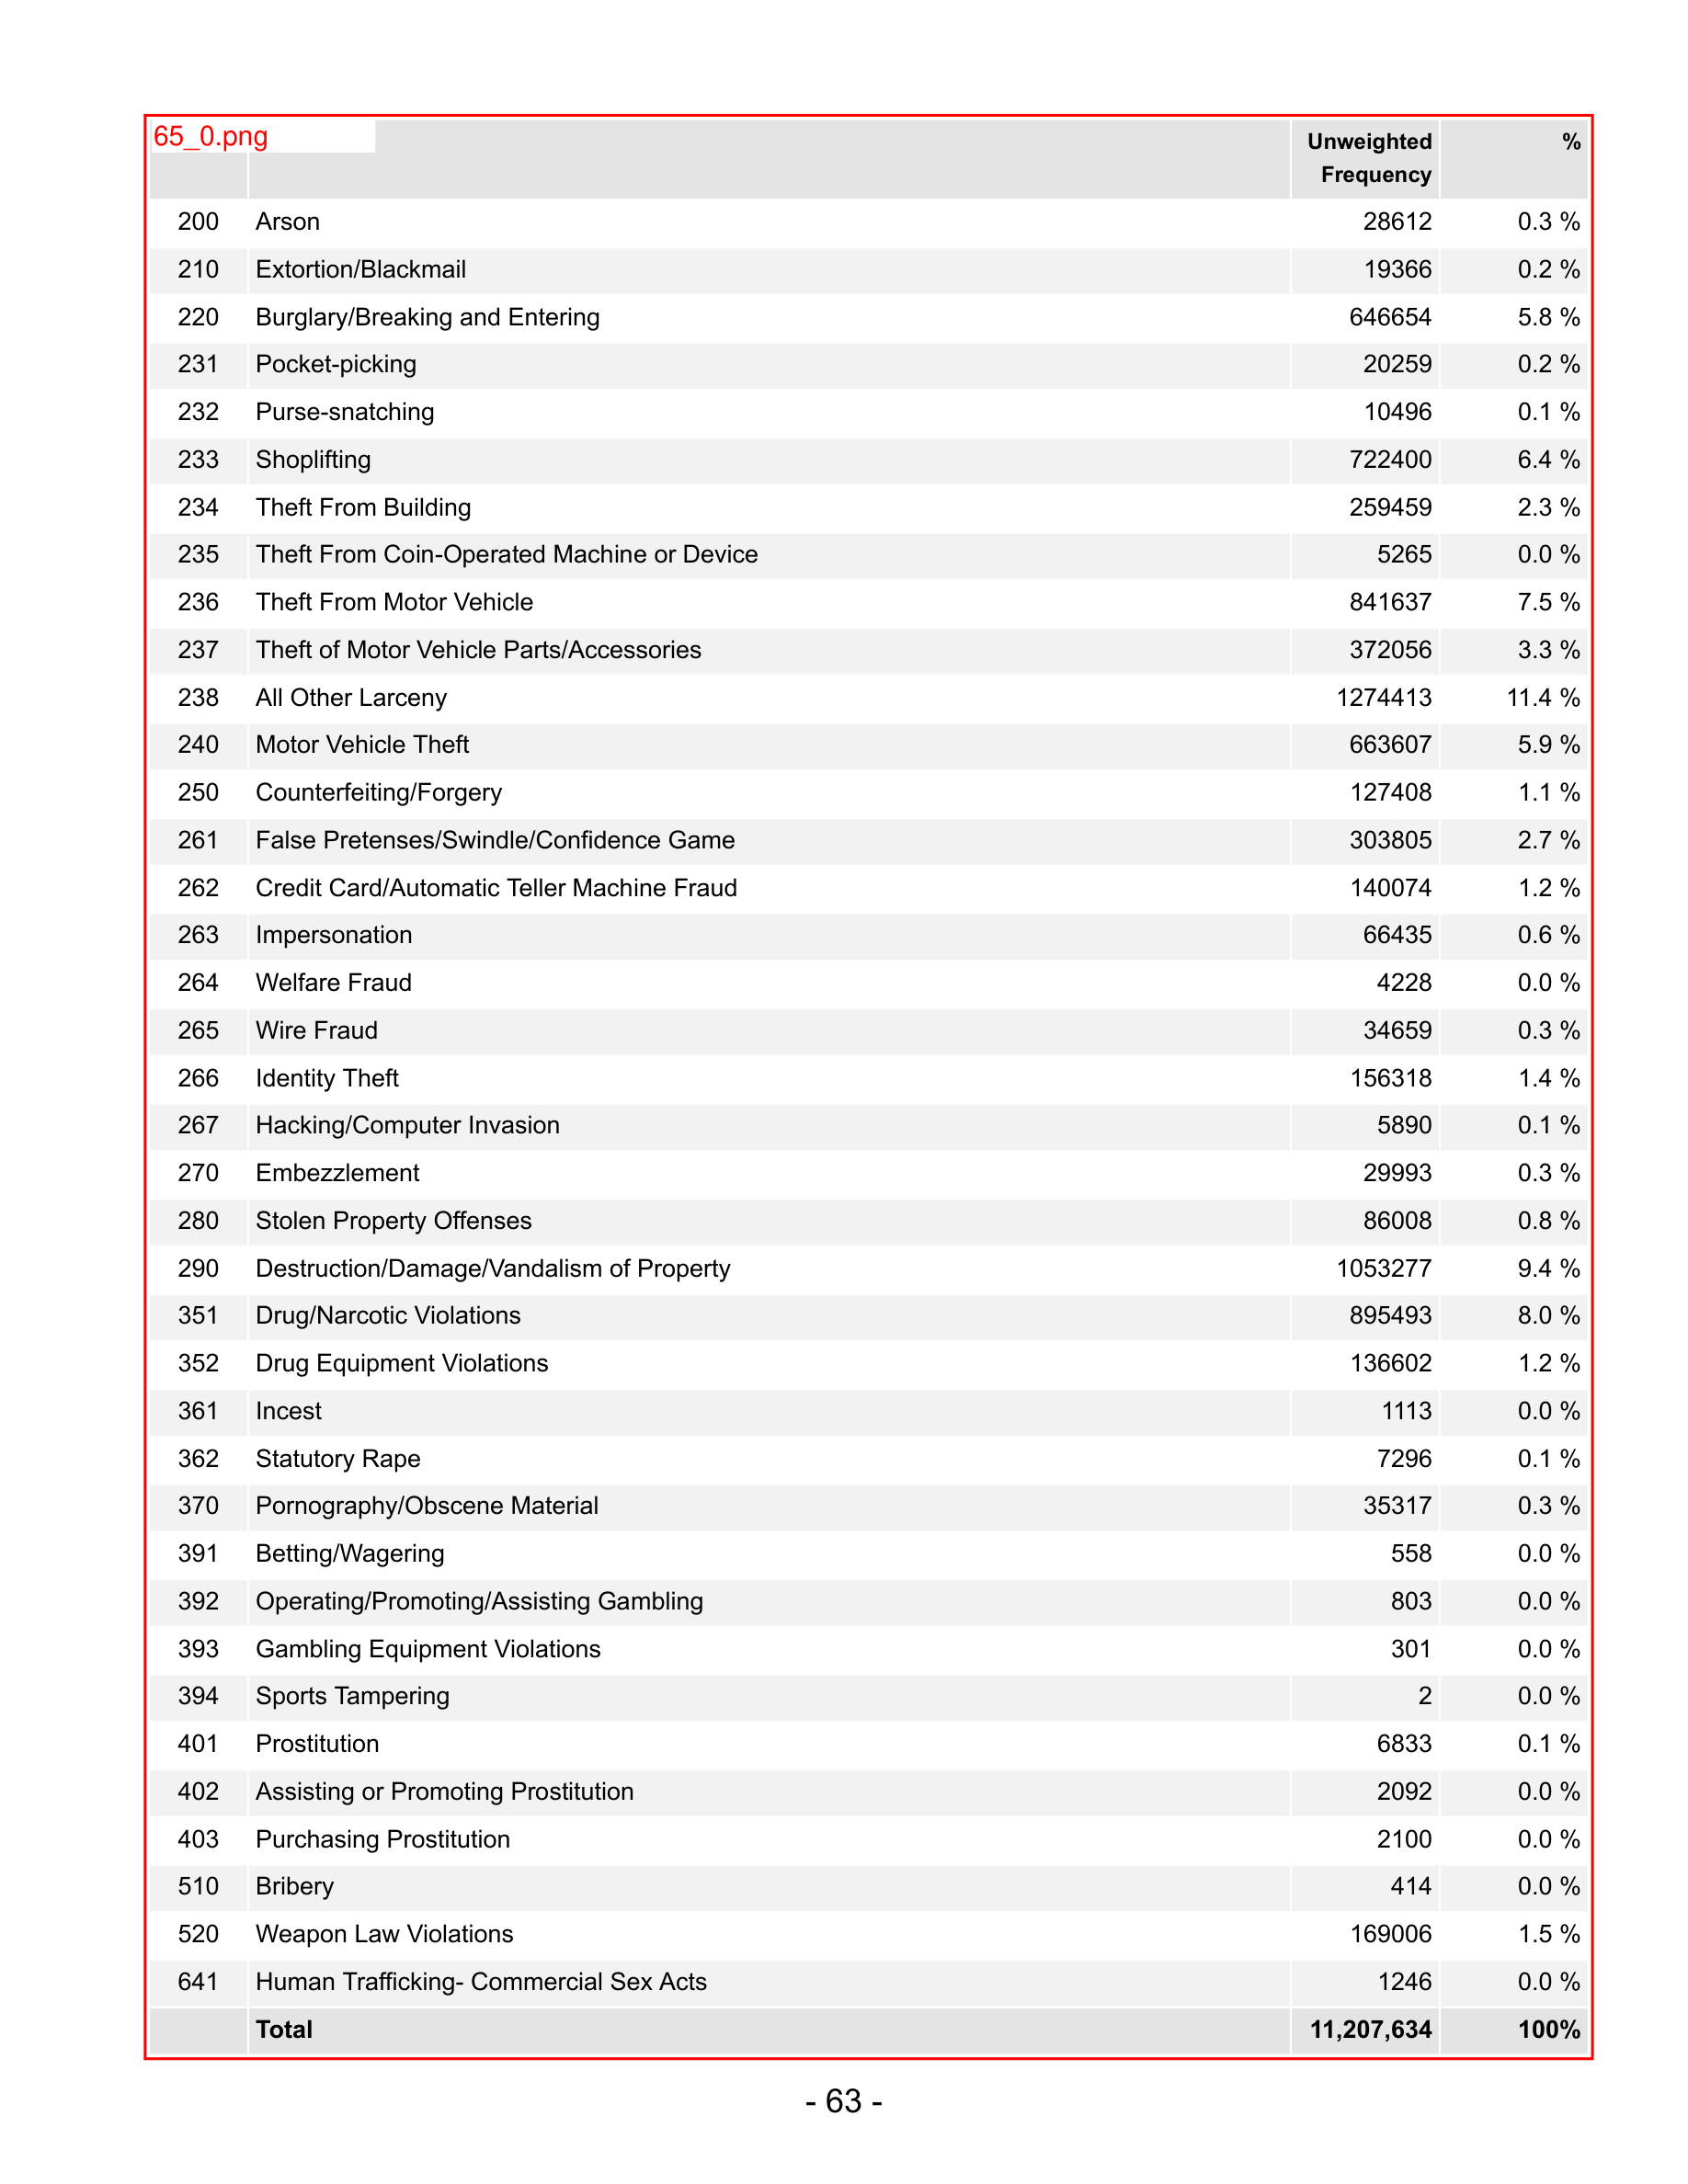 65_0.png
Unweighted %
Frequency
200 Arson 28612 0.3 %
210 Extortion/Blackmail 19366 0.2 %
220 Burglary/Breaking and Entering 646654 5.8 %
231 Pocket-picking 20259 0.2 %
232 Purse-snatching 10496 0.1 %
233 Shoplifting 722400 6.4 %
234 Theft From Building 259459 2.3 %
235 Theft From Coin-Operated Machine or Device 5265 0.0 %
236 Theft From Motor Vehicle 841637 7.5 %
237 Theft of Motor Vehicle Parts/Accessories 372056 3.3 %
238 All Other Larceny 1274413 11.4 %
240 Motor Vehicle Theft 663607 5.9 %
250 Counterfeiting/Forgery 127408 1.1 %
261 False Pretenses/Swindle/Confidence Game 303805 2.7 %
262 Credit Card/Automatic Teller Machine Fraud 140074 1.2 %
263 Impersonation 66435 0.6 %
264 Welfare Fraud 4228 0.0 %
265 Wire Fraud 34659 0.3 %
266 Identity Theft 156318 1.4 %
267 Hacking/Computer Invasion 5890 0.1 %
270 Embezzlement 29993 0.3 %
280 Stolen Property Offenses 86008 0.8 %
290 Destruction/Damage/Vandalism of Property 1053277 9.4 %
351 Drug/Narcotic Violations 895493 8.0 %
352 Drug Equipment Violations 136602 1.2 %
361 Incest 1113 0.0 %
362 Statutory Rape 7296 0.1 %
370 Pornography/Obscene Material 35317 0.3 %
391 Betting/Wagering 558 0.0 %
392 Operating/Promoting/Assisting Gambling 803 0.0 %
393 Gambling Equipment Violations 301 0.0 %
394 Sports Tampering 2 0.0 %
401 Prostitution 6833 0.1 %
402 Assisting or Promoting Prostitution 2092 0.0 %
403 Purchasing Prostitution 2100 0.0 %
510 Bribery 414 0.0 %
520 Weapon Law Violations 169006 1.5 %
641 Human Trafficking- Commercial Sex Acts 1246 0.0 %
Total 11,207,634 100%
- 63 -